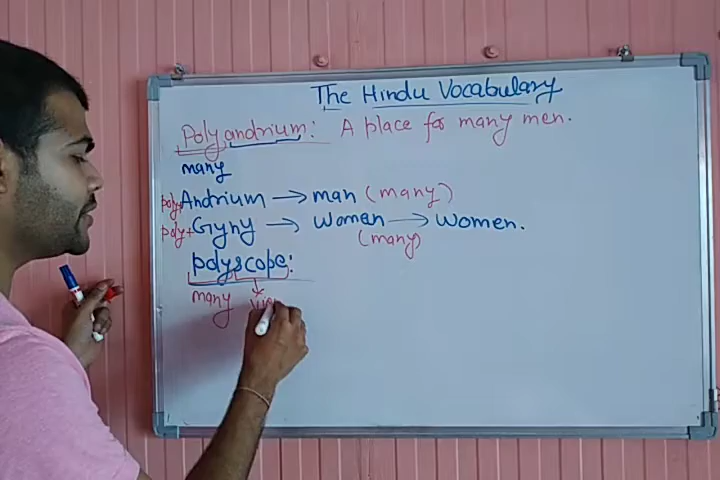 The Hindu Vocabulary
Polyandrium: A place for many men.
many
poly+ Andrium → man (many)
poly+ Gyny → Woman → Women.
(many)
polyscope:
many